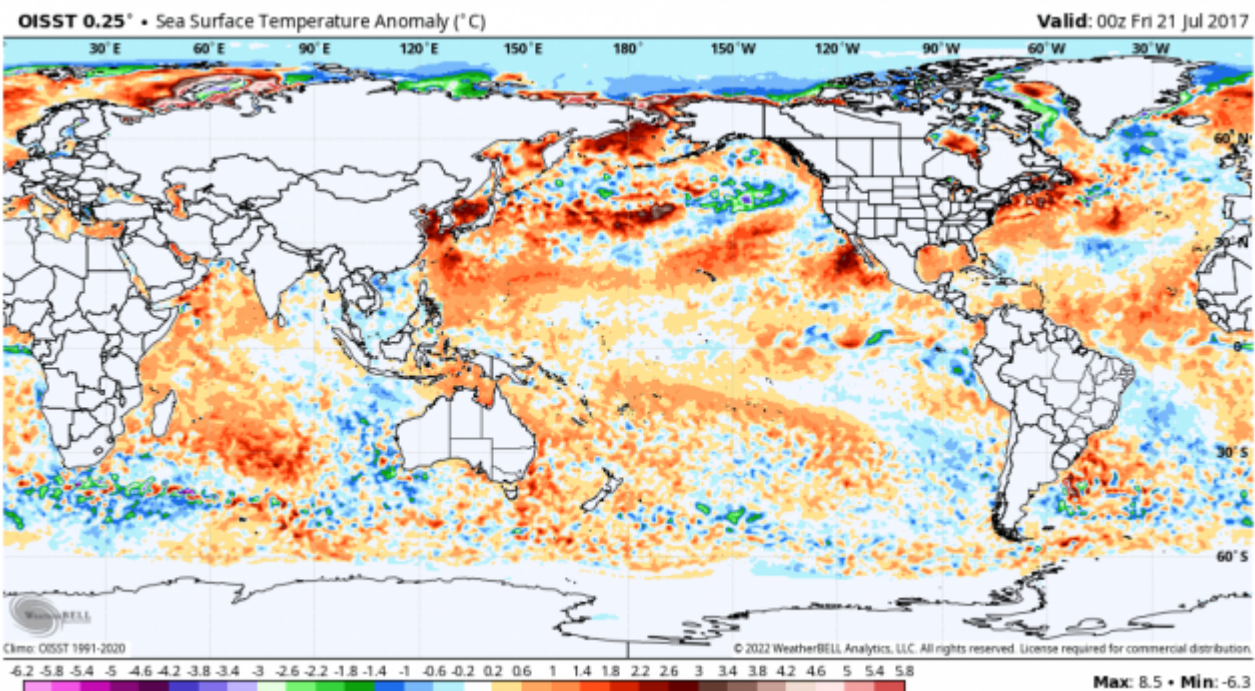 OISST 0.25° • Sea Surface Temperature Anomaly (°C)
Valid: 00z Fri 21 Jul 2017
30°E 60°E 90°E 120°E 150°E 180° 150°W 120°W 90°W 60°W 30°W
60°N
30°N
0°
30°S
60°S
WeatherBELL
Climo: OISST 1991-2020
© 2022 WeatherBELL Analytics, LLC. All rights reserved. License required for commercial distribution.
-6.2 -5.8 -5.4 -5 -4.6 -4.2 -3.8 -3.4 -3 -2.6 -2.2 -1.8 -1.4 -1 -0.6 -0.2 0.2 0.6 1 1.4 1.8 2.2 2.6 3 3.4 3.8 4.2 4.6 5 5.4 5.8
Max: 8.5 • Min: -6.3